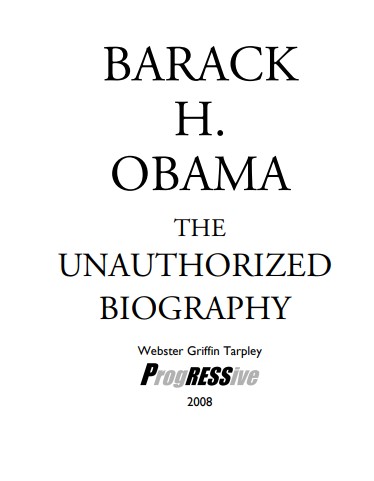 BARACK
H.
OBAMA
THE
UNAUTHORIZED
BIOGRAPHY
Webster Griffin Tarpley
ProgRESSive
2008